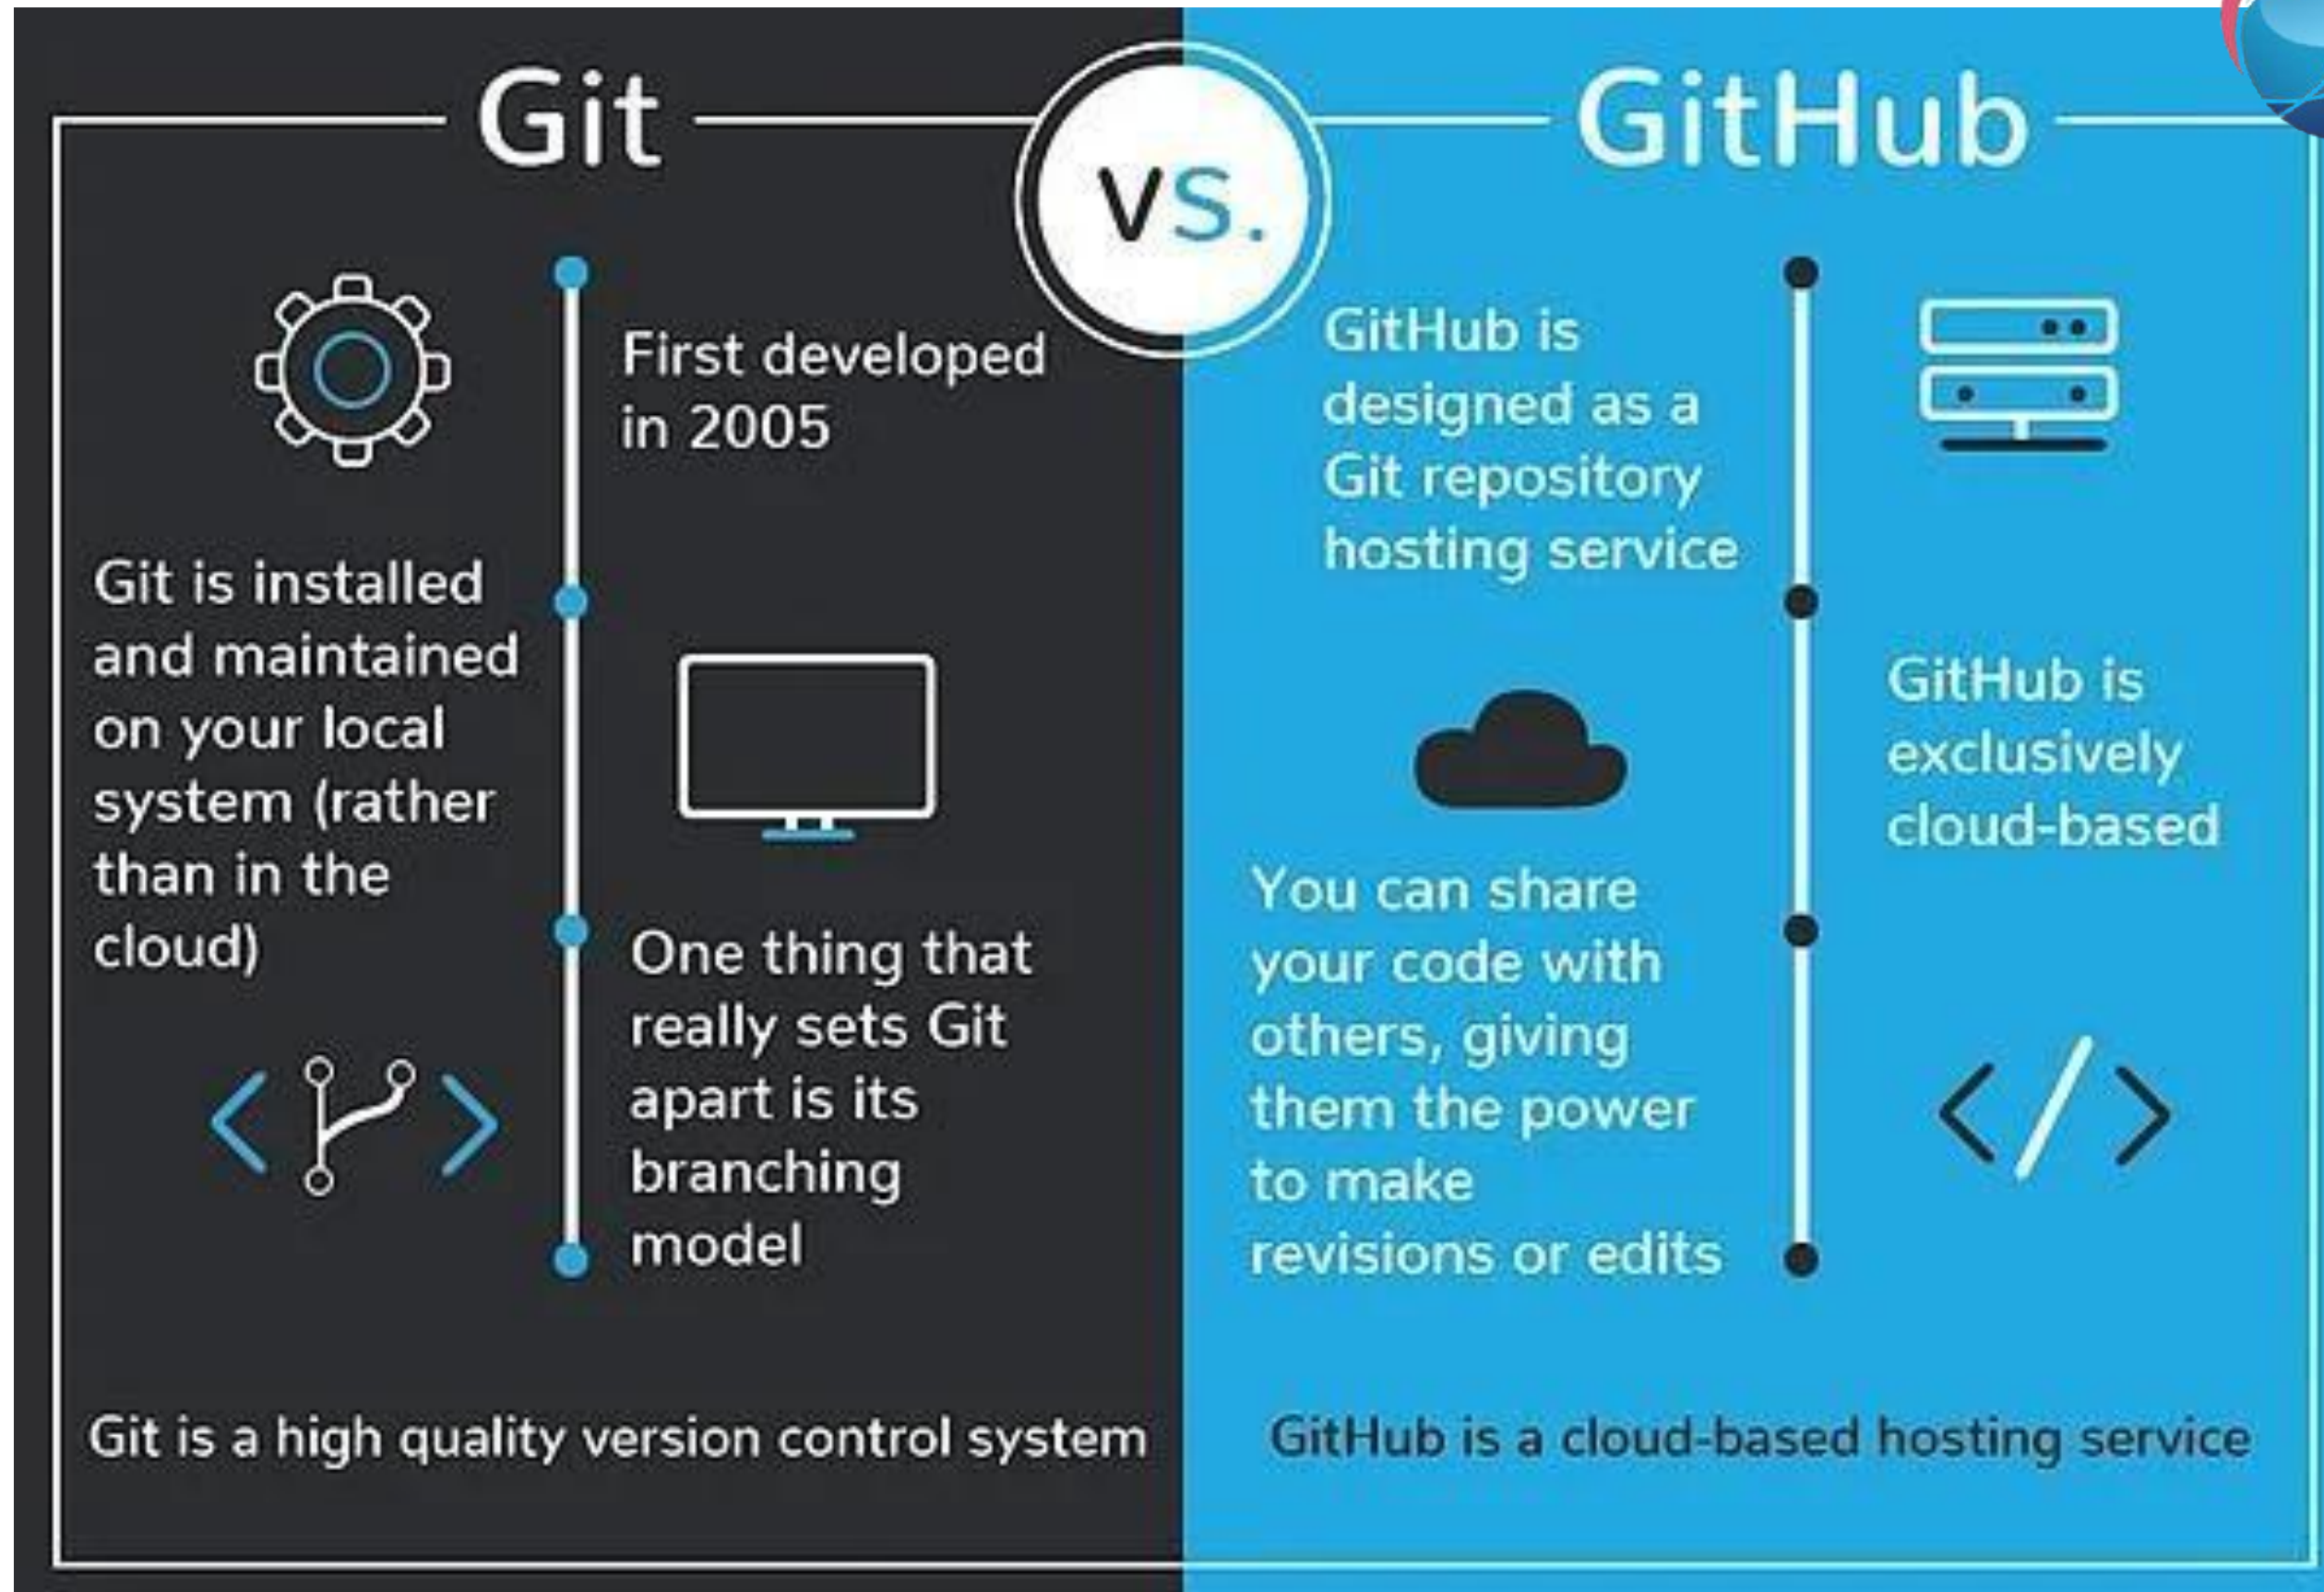 Git
VS.
GitHub
First developed
in 2005
Git is installed
and maintained
on your local
system (rather
than in the
cloud)
One thing that
really sets Git
apart is its
branching
model
Git is a high quality version control system
GitHub is
designed as a
Git repository
hosting service
GitHub is
exclusively
cloud-based
You can share
your code with
others, giving
them the power
to make
revisions or edits
GitHub is a cloud-based hosting service